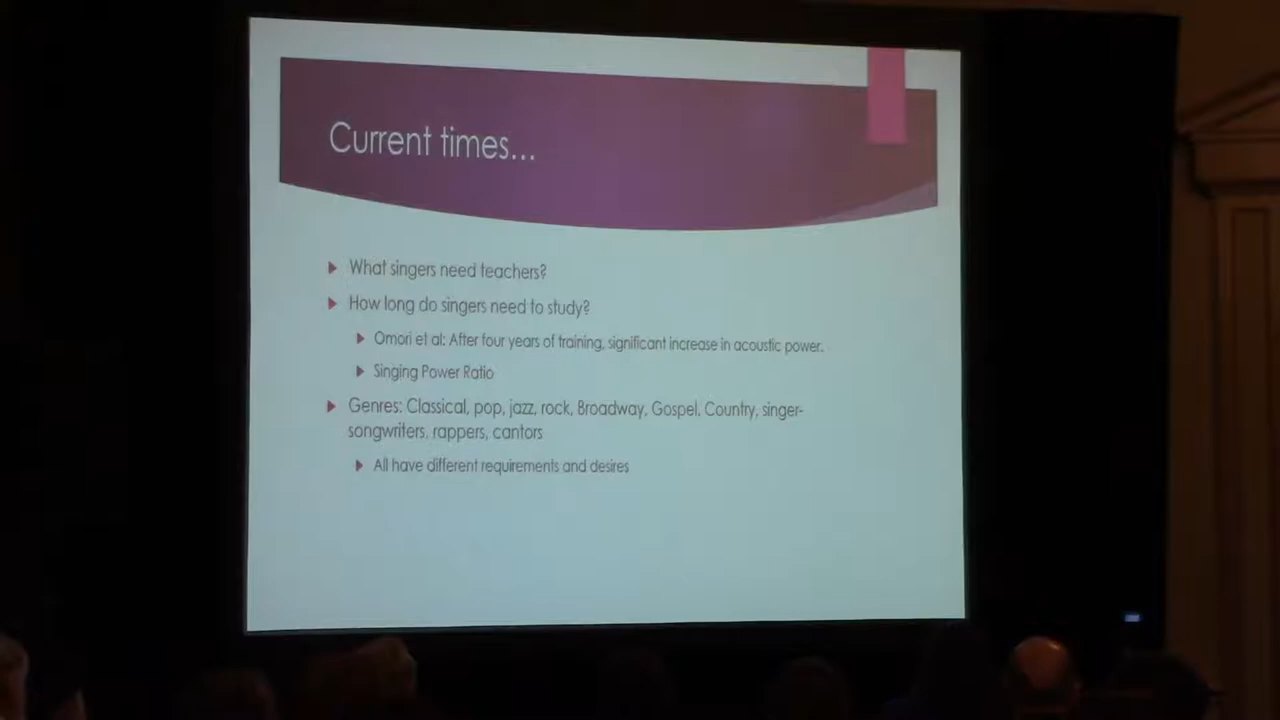 Current times...
What singers need teachers?
How long do singers need to study?
Omori et al: After four years of training, significant increase in acoustic power.
Singing Power Ratio
Genres: Classical, pop, jazz, rock, Broadway, Gospel, Country, singer-
songwriters, rappers, cantors
All have different requirements and desires